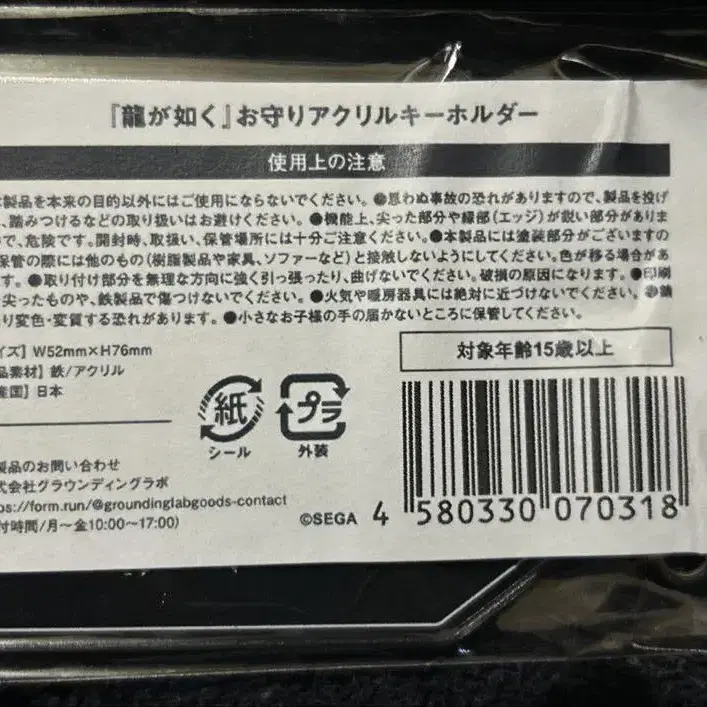 『龍が如く』お守りアクリルキーホルダー
使用上の注意
製品を本来の目的以外にはご使用にならないでください。●思わぬ事故の恐れがありますので、製品を投げ
、踏みつけるなどの取り扱いはお避けください。●機能上、尖った部分や縁部(エッジ)が鋭い部分がありま
で、危険です。開封時、取扱い、保管場所には十分ご注意ください。●本製品には塗装部分がございますの
保管の際には他のもの(樹脂製品や家具、ソファーなど)と接触しないようにしてください。色が移る場合があ
す。●取り付け部分を無理な方向に強く引っ張ったり、曲げないでください。破損の原因になります。●印刷
尖ったものや、鉄製品で傷つけないでください。●火気や暖房器具には絶対に近づけないでください。
り変色・変質する恐れがあります。●小さなお子様の手の届かないところに保管してください。
イズ】W52mm×H76mm
品素材】鉄/アクリル
産国】日本
対象年齢15歳以上
紙
シール
プラ
外装
製品のお問い合わせ
式会社グラウンディングラボ
ps://form.run/@groundinglabgoods-contact
付時間/月〜金10:00〜17:00)
©SEGA
4 580330 070318